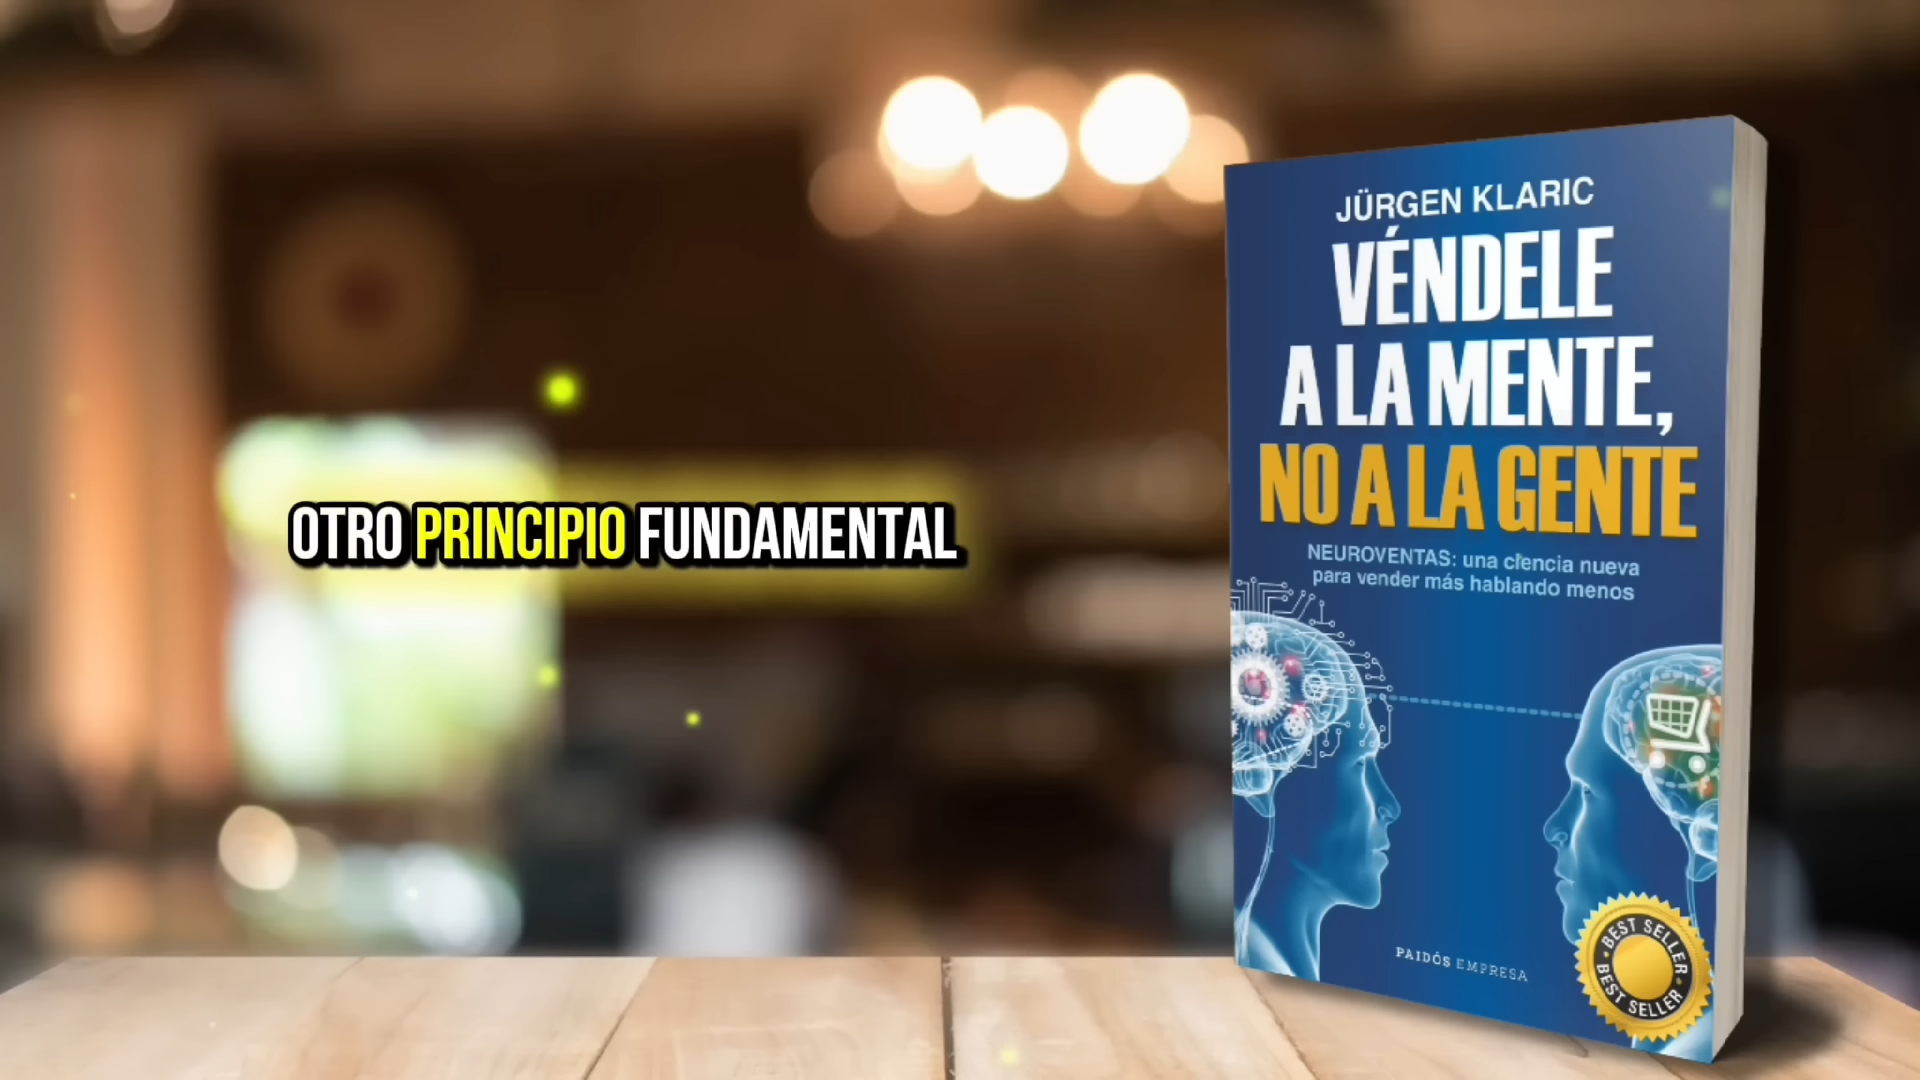 OTRO PRINCIPIO FUNDAMENTAL
JÜRGEN KLARIC
VÉNDELE
A LA MENTE,
NO A LA GENTE
NEUROVENTAS: una ciencia nueva
para vender más hablando menos
PAIDÓS EMPRESA
BEST SELLER
BEST SELLER